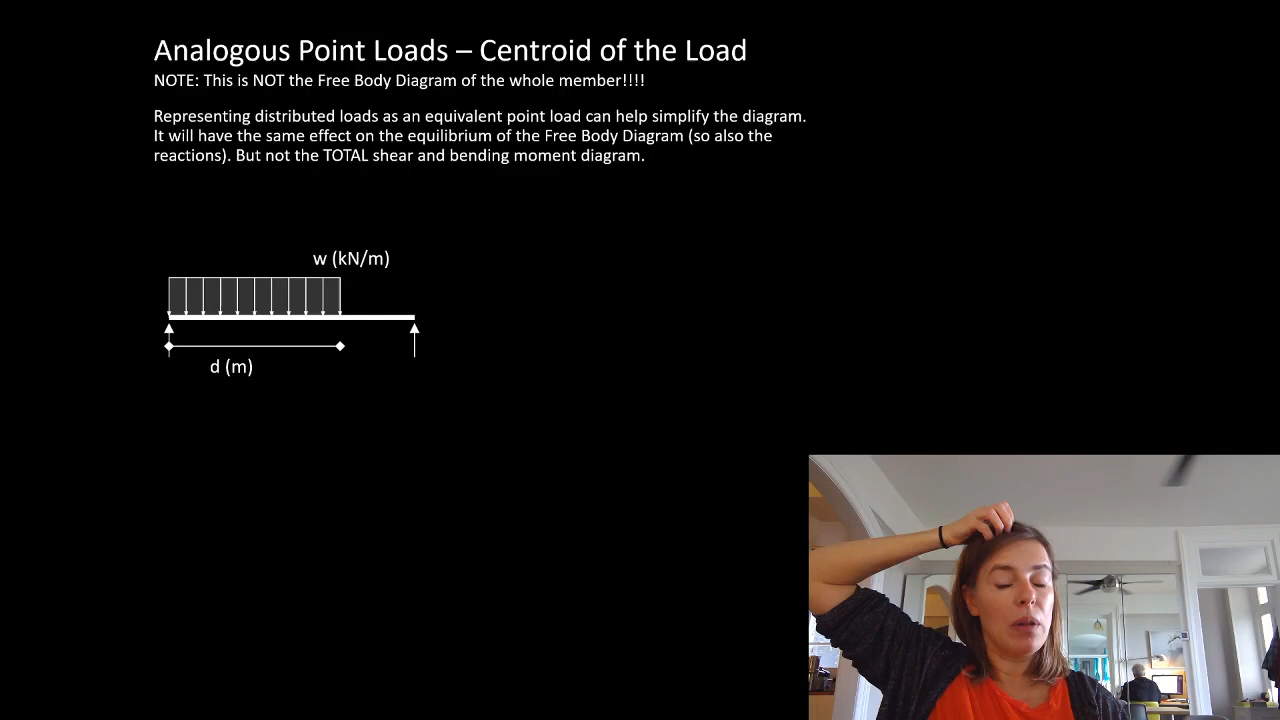 Analogous Point Loads – Centroid of the Load
NOTE: This is NOT the Free Body Diagram of the whole member!!!!
Representing distributed loads as an equivalent point load can help simplify the diagram.
It will have the same effect on the equilibrium of the Free Body Diagram (so also the
reactions). But not the TOTAL shear and bending moment diagram.
w (kN/m)
d (m)